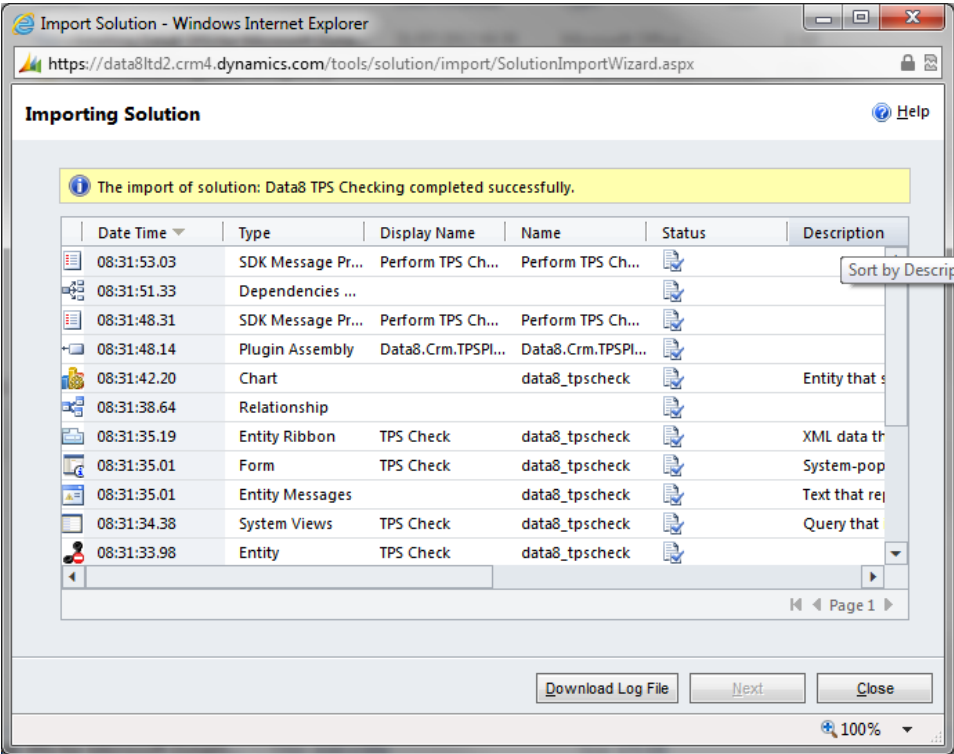 Import Solution - Windows Internet Explorer
https://data8ltd2.crm4.dynamics.com/tools/solution/import/SolutionImportWizard.aspx
Importing Solution
Help
The import of solution: Data8 TPS Checking completed successfully.
Date Time Type Display Name Name Status Description
08:31:53.03 SDK Message Pr... Perform TPS Ch... Perform TPS Ch...
Sort by Descrip
08:31:51.33 Dependencies ...
08:31:48.31 SDK Message Pr... Perform TPS Ch... Perform TPS Ch...
08:31:48.14 Plugin Assembly Data8.Crm.TPSPl... Data8.Crm.TPSPl...
08:31:42.20 Chart data8_tpscheck Entity that s
08:31:38.64 Relationship
08:31:35.19 Entity Ribbon TPS Check data8_tpscheck XML data th
08:31:35.01 Form TPS Check data8_tpscheck System-pop
08:31:35.01 Entity Messages data8_tpscheck Text that rep
08:31:34.38 System Views TPS Check data8_tpscheck Query that
08:31:33.98 Entity TPS Check data8_tpscheck
Page 1
Download Log File Next Close
100%